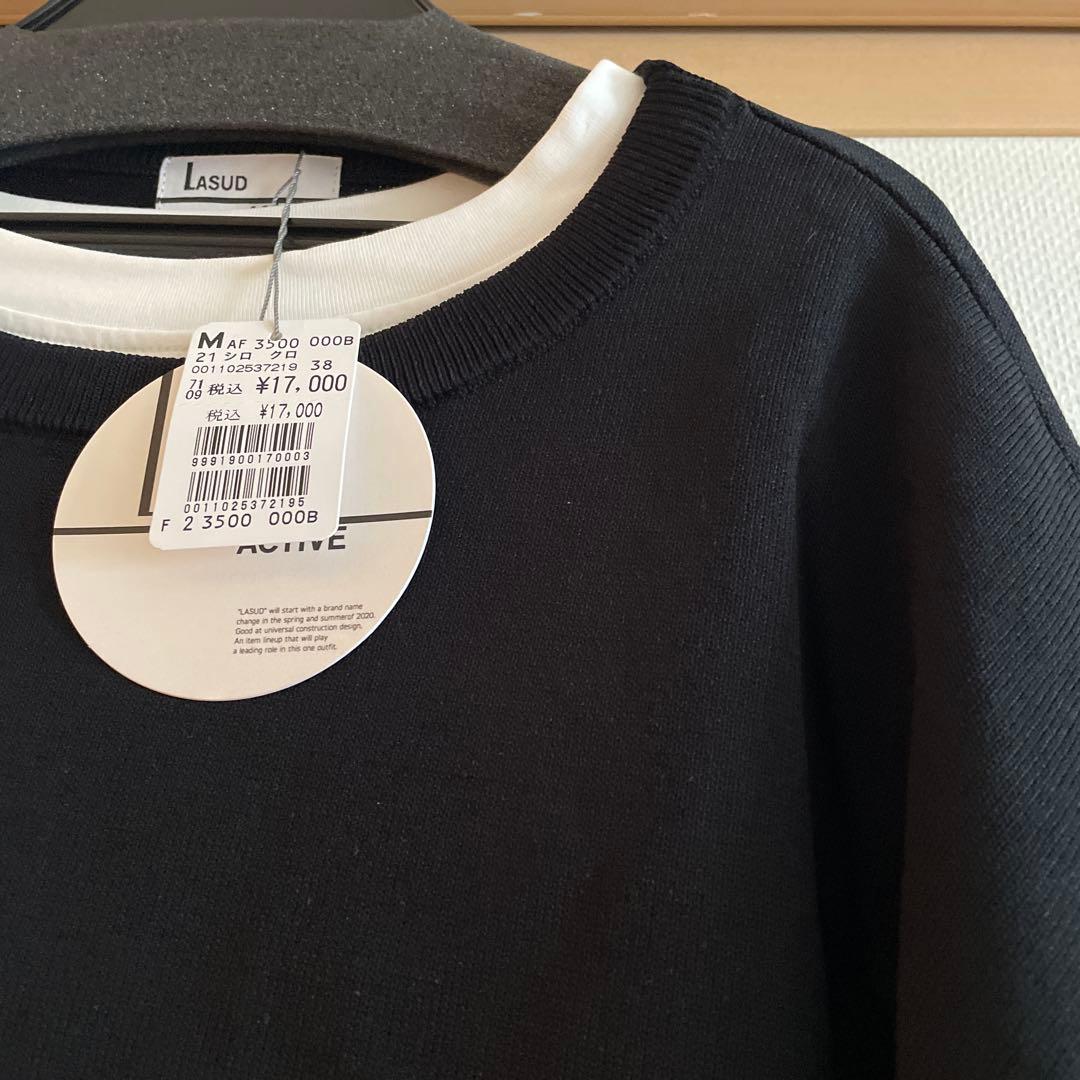 LASUD
M AF 3500 000B
21 シロ クロ
001102537219 38
71
09 税込 ¥17,000
税込 ¥17,000
9991900170003
0011025372195
F 2 3500 000B
ACTIVE
"LASUD" will start with a brand name
change in the spring and summerof 2020.
Good at universal construction design.
An item lineup that will play
a leading role in this one outfit.